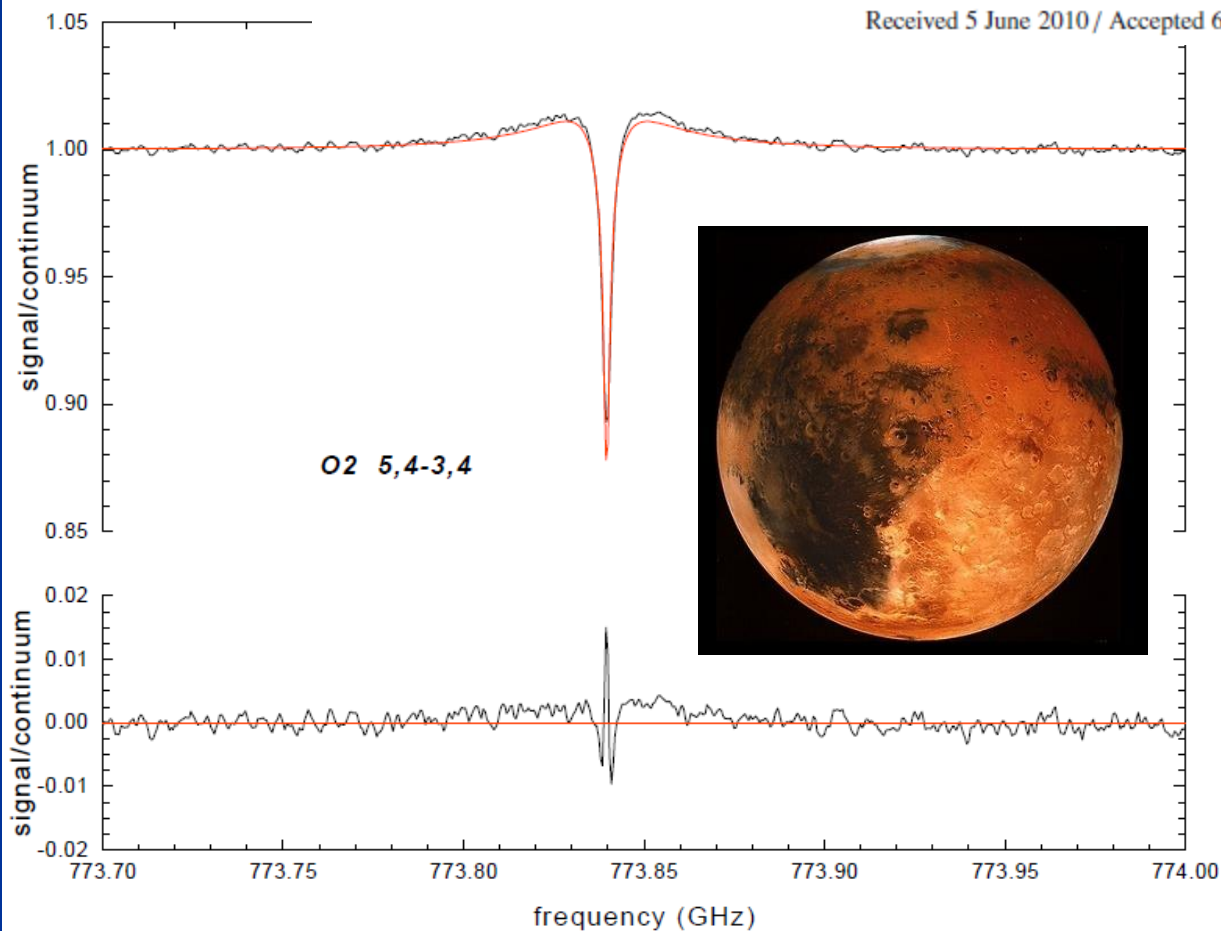 Received 5 June 2010 / Accepted 6
1.05
1.00
0.95
0.90
0.85
signal/continuum
O2 5,4-3,4
0.02
0.01
0.00
-0.01
-0.02
signal/continuum
773.70 773.75 773.80 773.85 773.90 773.95 774.00
frequency (GHz)